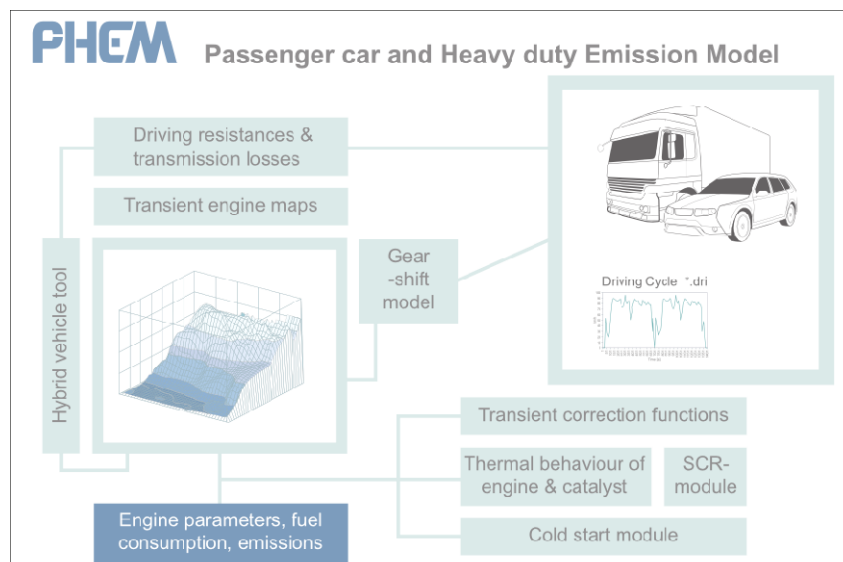 PHEM
Passenger car and Heavy duty Emission Model
Driving resistances &
transmission losses
Transient engine maps
Hybrid vehicle tool
Gear
-shift
model
Driving Cycle *.dri
Time [s]
Transient correction functions
Thermal behaviour of
engine & catalyst
SCR-
module
Cold start module
Engine parameters, fuel
consumption, emissions